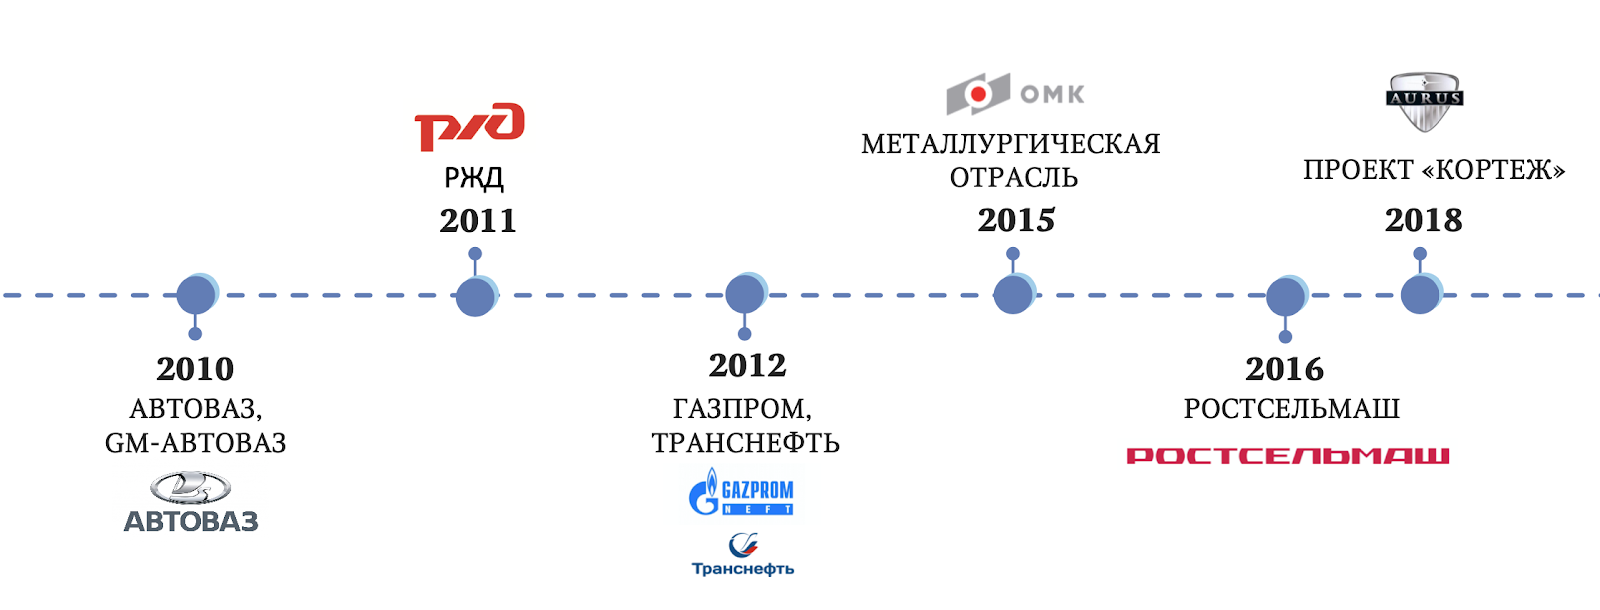 2010
АВТОВАЗ,
GM-АВТОВАЗ
АВТОВАЗ
ржд
РЖД
2011
2012
ГАЗПРОМ,
ТРАНСНЕФТЬ
GAZPROM
NEFT
Транснефть
ОМК
МЕТАЛЛУРГИЧЕСКАЯ
ОТРАСЛЬ
2015
2016
РОСТСЕЛЬМАШ
РОСТСЕЛЬМАШ
AURUS
ПРОЕКТ «КОРТЕЖ»
2018